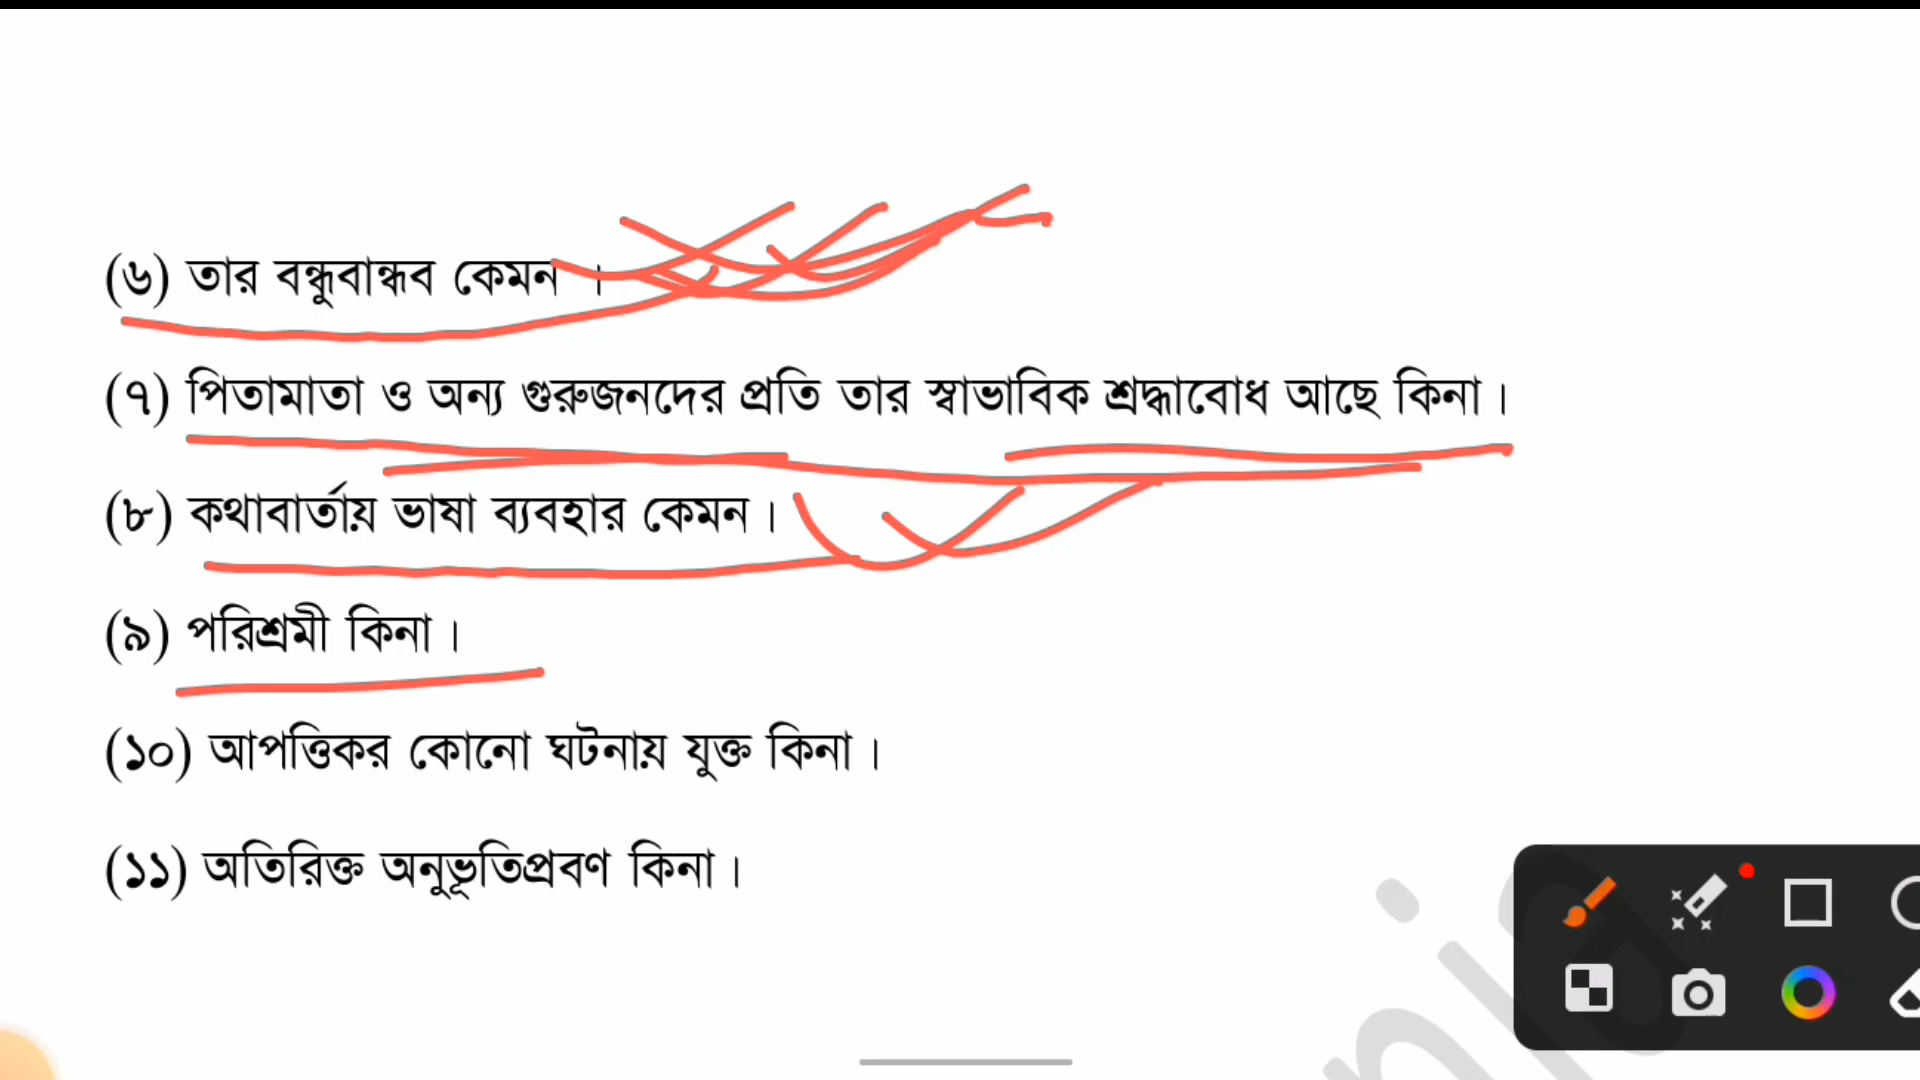 (৬) তার বন্ধুবান্ধব কেমন ।
(৭) পিতামাতা ও অন্য গুরুজনদের প্রতি তার স্বাভাবিক শ্রদ্ধাবোধ আছে কিনা।
(৮) কথাবার্তায় ভাষা ব্যবহার কেমন।
(৯) পরিশ্রমী কিনা।
(১০) আপত্তিকর কোনো ঘটনায় যুক্ত কিনা।
(১১) অতিরিক্ত অনুভূতিপ্রবণ কিনা।